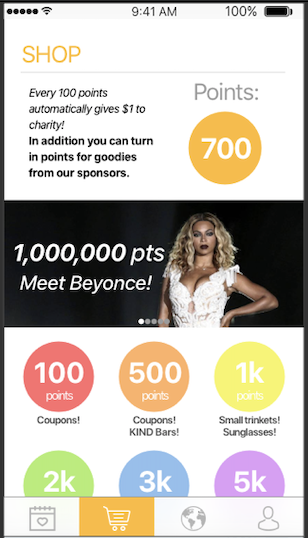 9:41 AM 100%
SHOP
Every 100 points
automatically gives $1 to
charity!
In addition you can turn
in points for goodies
from our sponsors.
Points:
700
1,000,000 pts
Meet Beyonce!
100
points
Coupons!
500
points
Coupons!
KIND Bars!
1k
points
Small trinkets!
Sunglasses!
2k
3k
5k